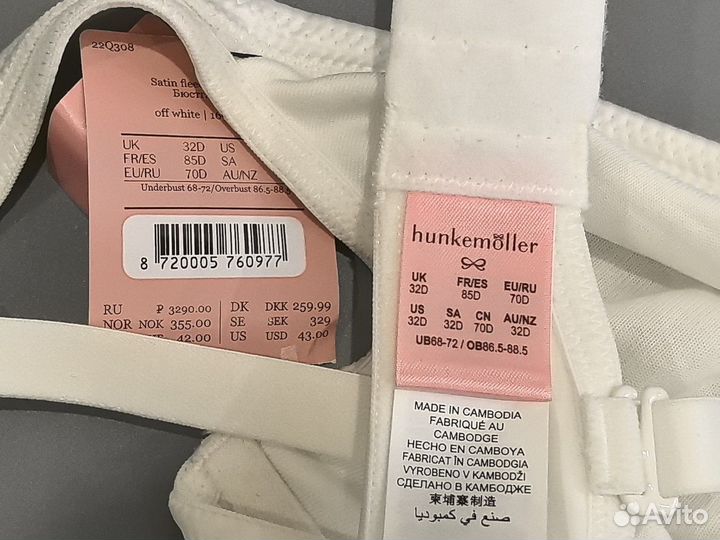 22Q308
Satin
off white |
UK 32D US
FR/ES 85D SA
EU/RU 70D AU/NZ
Underbust 68-72/Overbust 86.5-88.5
8 720005 760977
RU ₽ 3290.00 DK DKK 259.99
NOR NOK 355.00 SE SEK 329
42.00 US USD 43.00
hunkemöller
UK FR/ES EU/RU
32D 85D 70D
US SA CN AU/NZ
32D 32D 70D 32D
UB68-72 / OB86.5-88.5
MADE IN CAMBODIA
FABRIQUÉ AU
CAMBODGE
HECHO EN CAMBOYA
FABRICAT ÎN CAMBODGIA
VYROBENO V KAMBODŽI
СДЕЛАНО В КАМБОДЖЕ
柬埔寨制造
صنع في كمبوديا
Avito